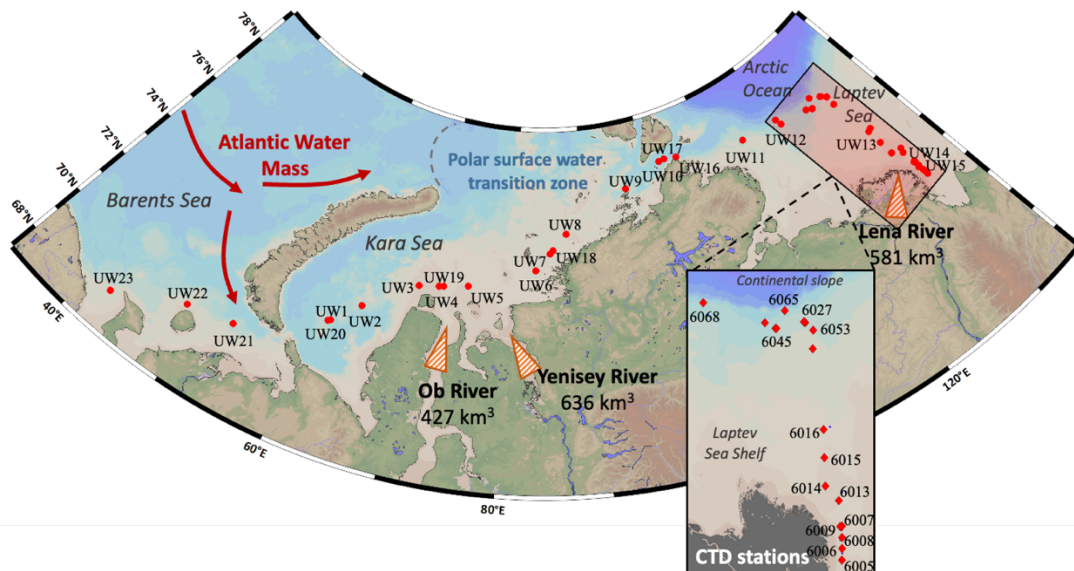 78°N
76°N
74°N
72°N
70°N
68°N
40°E
60°E
80°E
120°E
Arctic
Ocean
Laptev
Sea
Atlantic Water
Mass
Polar surface water
transition zone
Barents Sea
Kara Sea
UW17
UW10
UW16
UW9
UW11
UW12
UW13
UW14
UW15
UW8
UW7
UW18
UW6
UW23
UW22
UW21
UW1
UW20
UW2
UW3
UW19
UW4
UW5
Lena River
581 km³
Ob River
427 km³
Yenisey River
636 km³
Continental slope
6068
6065
6027
6045
6053
6016
Laptev
Sea Shelf
6015
6014
6013
6007
6009
6008
6006
6005
CTD stations